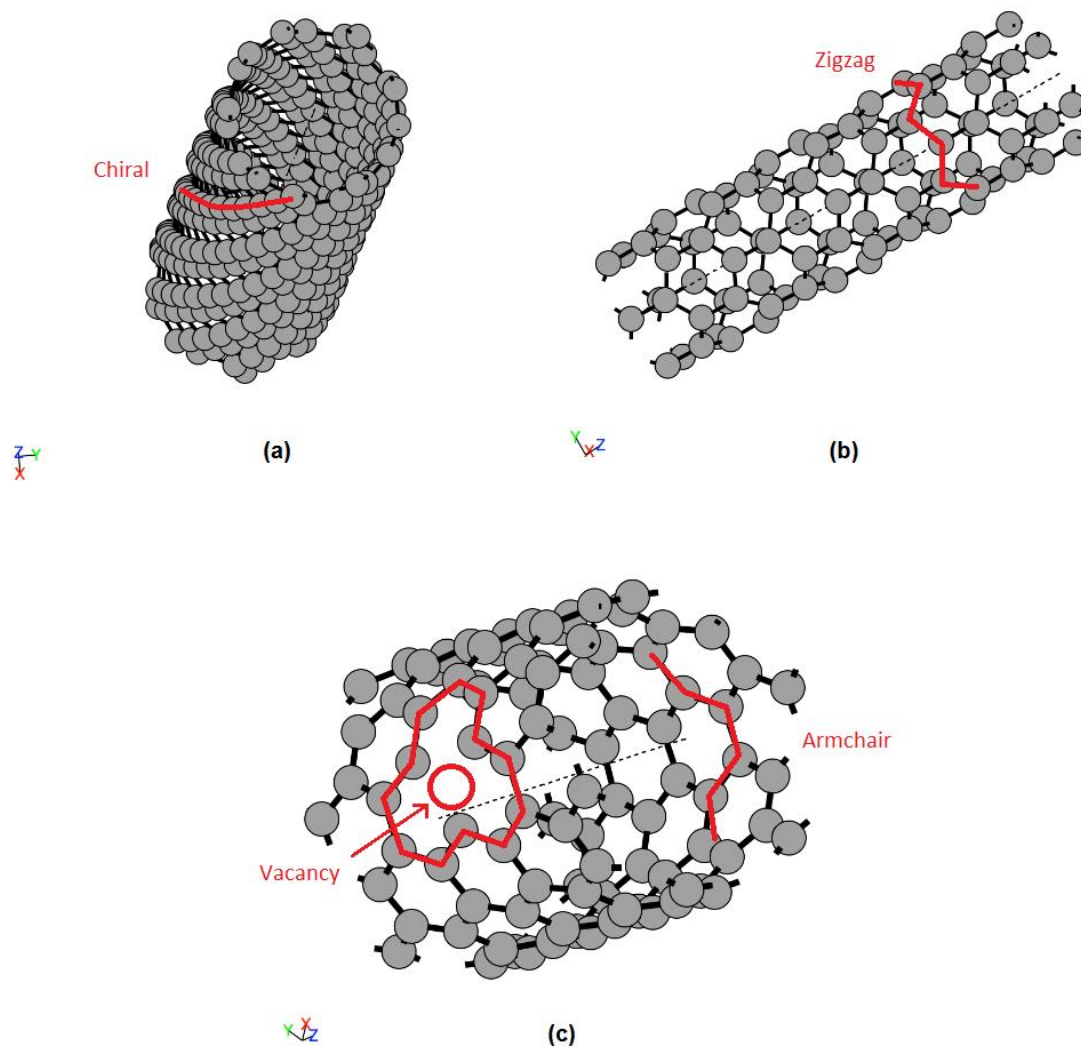 Chiral
Zigzag
Z Y
X
(a)
Y X Z
(b)
Armchair
Vacancy
Y X
Z
(c)